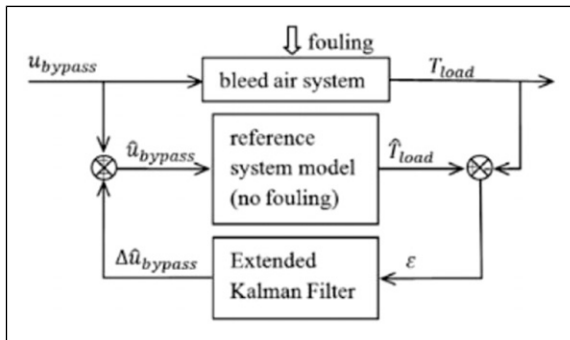 fouling
u_bypass
bleed air system
T_load
û_bypass
reference
system model
(no fouling)
T̂_load
Δû_bypass
Extended
Kalman Filter
ε